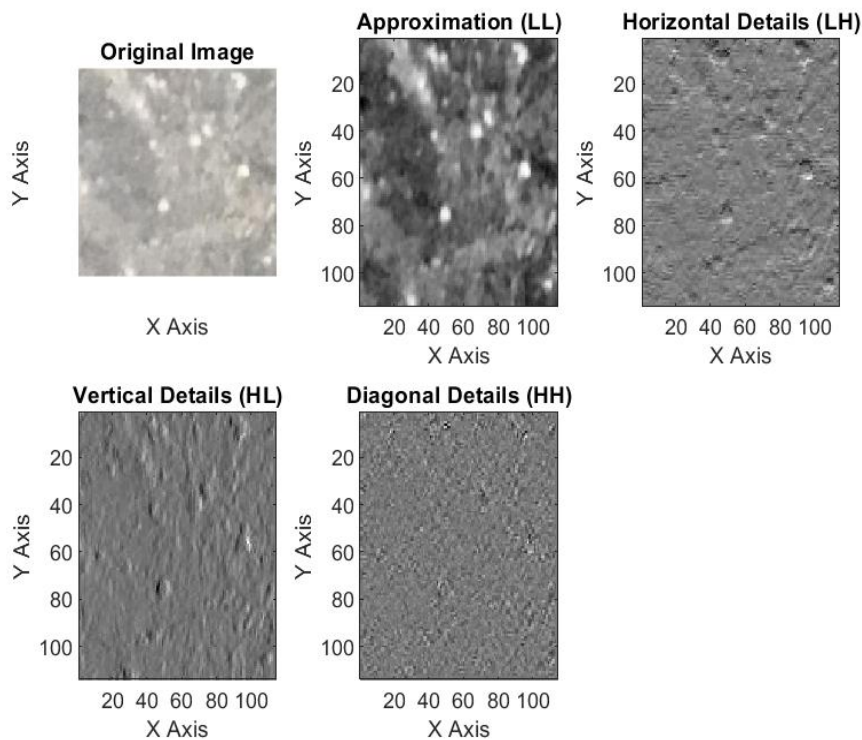 Original Image
Y Axis
X Axis
Approximation (LL)
20
40
60
80
100
Y Axis
20 40 60 80 100
X Axis
Horizontal Details (LH)
20
40
60
80
100
Y Axis
20 40 60 80 100
X Axis
Vertical Details (HL)
20
40
60
80
100
Y Axis
20 40 60 80 100
X Axis
Diagonal Details (HH)
20
40
60
80
100
Y Axis
20 40 60 80 100
X Axis